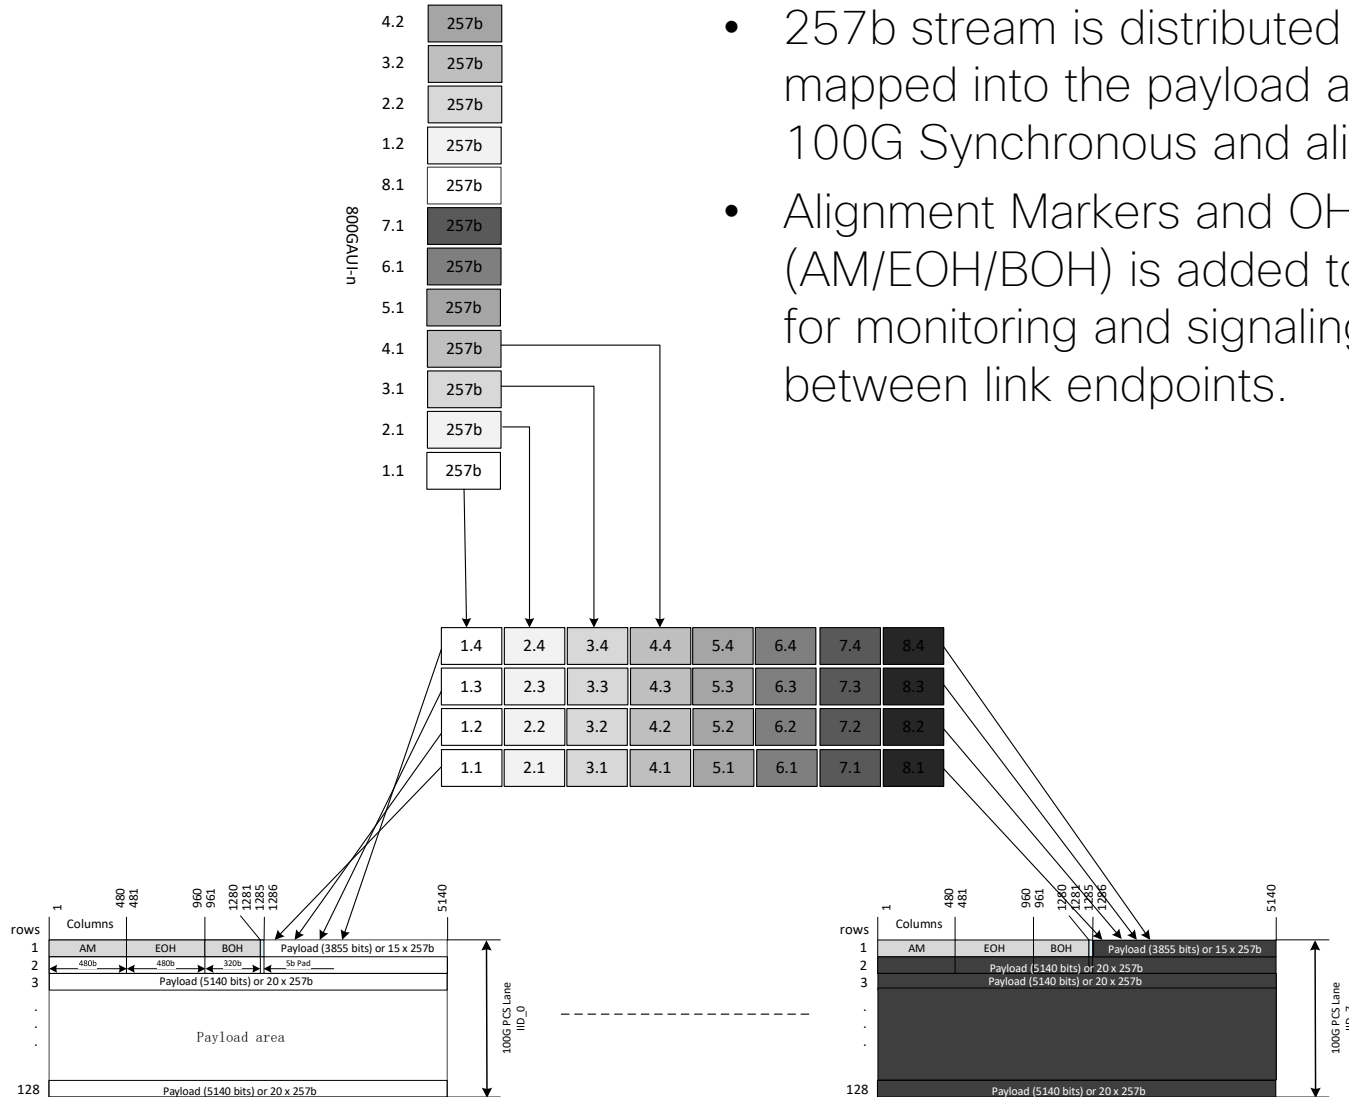 4.2 257b
3.2 257b
2.2 257b
1.2 257b
8.1 257b
7.1 257b
6.1 257b
5.1 257b
4.1 257b
3.1 257b
2.1 257b
1.1 257b
800GAUI-n
• 257b stream is distributed
mapped into the payload a
100G Synchronous and ali
• Alignment Markers and OH
(AM/EOH/BOH) is added to
for monitoring and signaling
between link endpoints.
1.4 2.4 3.4 4.4 5.4 6.4 7.4 8.4
1.3 2.3 3.3 4.3 5.3 6.3 7.3 8.3
1.2 2.2 3.2 4.2 5.2 6.2 7.2 8.2
1.1 2.1 3.1 4.1 5.1 6.1 7.1 8.1
1 480 481 960 961 1280 1281 1285 1286 5140
rows Columns
1 AM EOH BOH Payload (3855 bits) or 15 x 257b
2 480b 480b 320b 5b Pad
3 Payload (5140 bits) or 20 x 257b
.
.
. Payload area
128 Payload (5140 bits) or 20 x 257b
100G PCS Lane
IID_0
1 480 481 960 961 1280 1281 1285 1286 5140
rows Columns
1 AM EOH BOH Payload (3855 bits) or 15 x 257b
2 Payload (5140 bits) or 20 x 257b
3 Payload (5140 bits) or 20 x 257b
.
.
.
128 Payload (5140 bits) or 20 x 257b
100G PCS Lane
IID_7